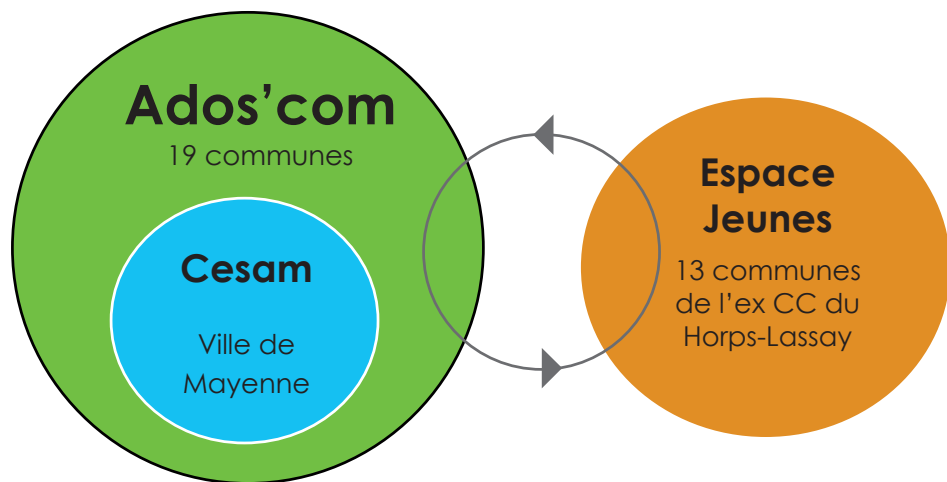 Ados’com
19 communes
Cesam
Ville de
Mayenne
Espace
Jeunes
13 communes
de l’ex CC du
Horps-Lassay